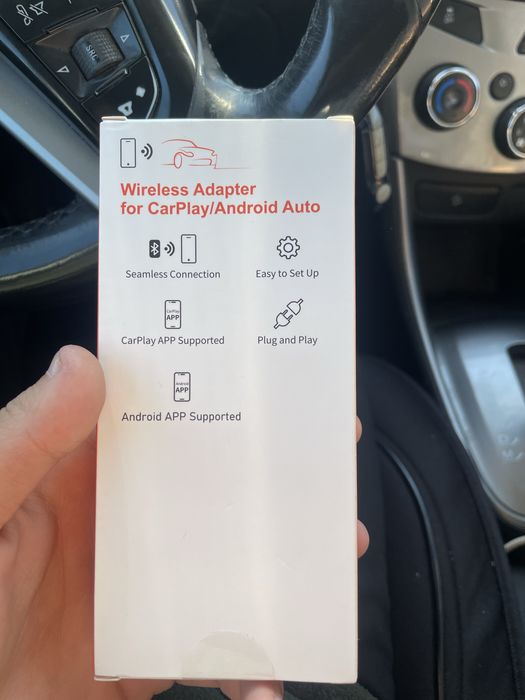 SRC
Wireless Adapter
for CarPlay/Android Auto
Seamless Connection
Easy to Set Up
CarPlay
APP
CarPlay APP Supported
Plug and Play
Android
APP
Android APP Supported